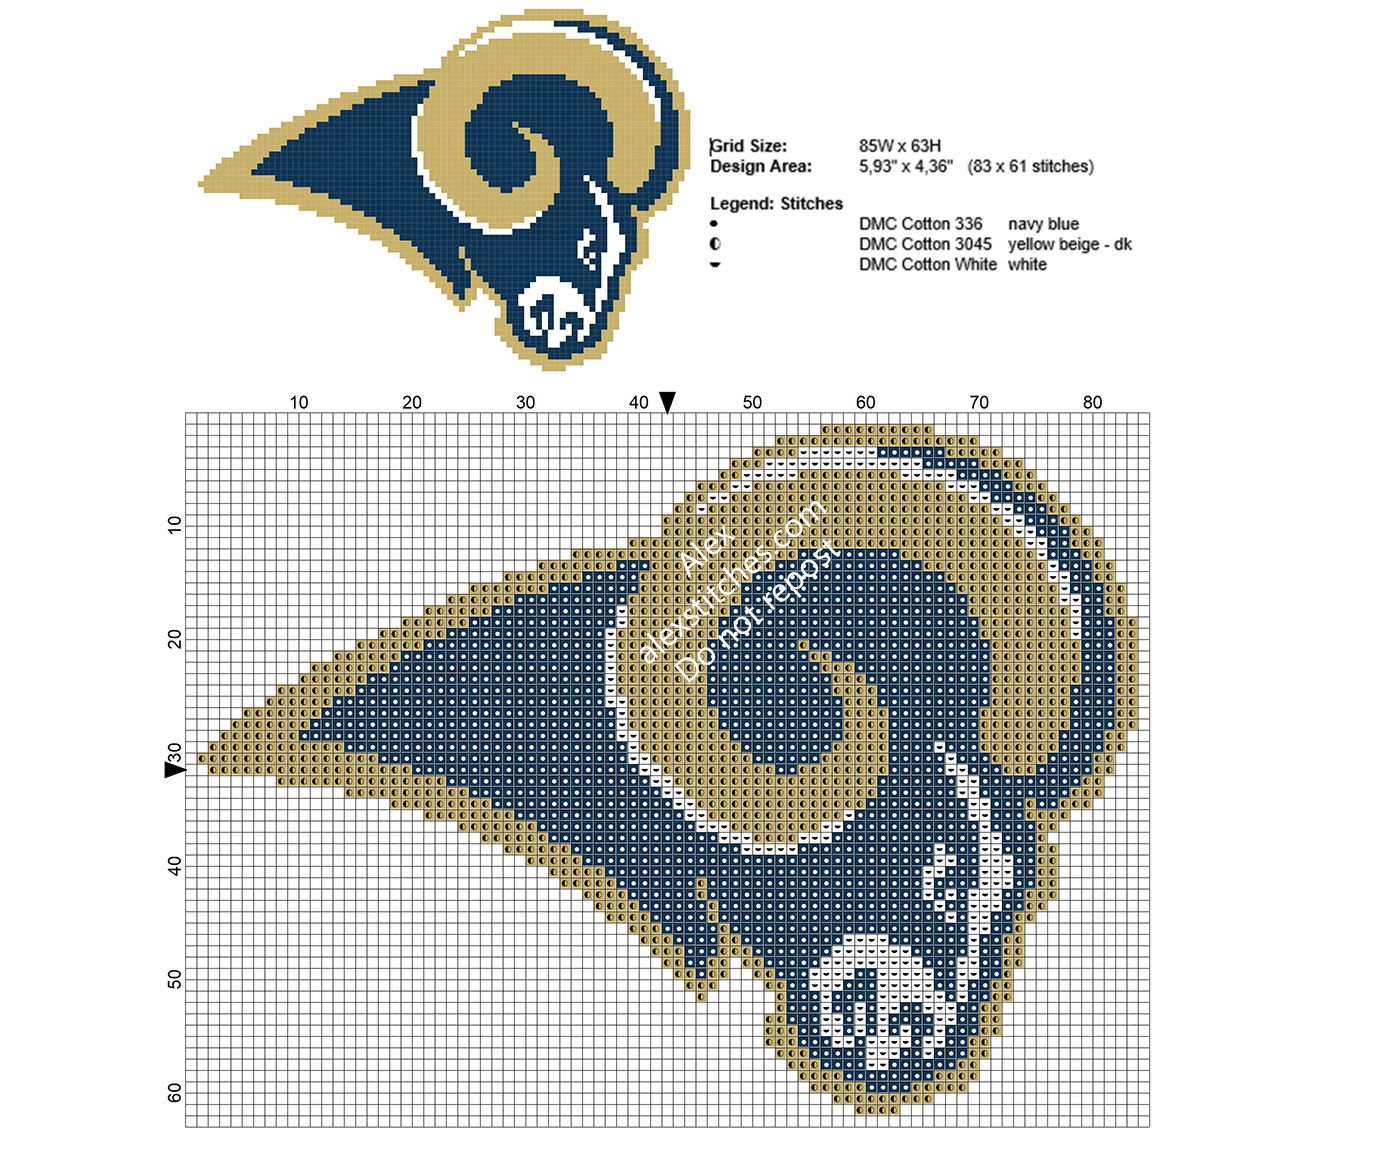 Grid Size: 85W x 63H
Design Area: 5,93" x 4,36" (83 x 61 stitches)
Legend: Stitches
DMC Cotton 336 navy blue
DMC Cotton 3045 yellow beige - dk
DMC Cotton White white
10 20 30 40 50 60 70 80
10
20
30
40
50
60
Alex
alexstitches.com
Do not repost